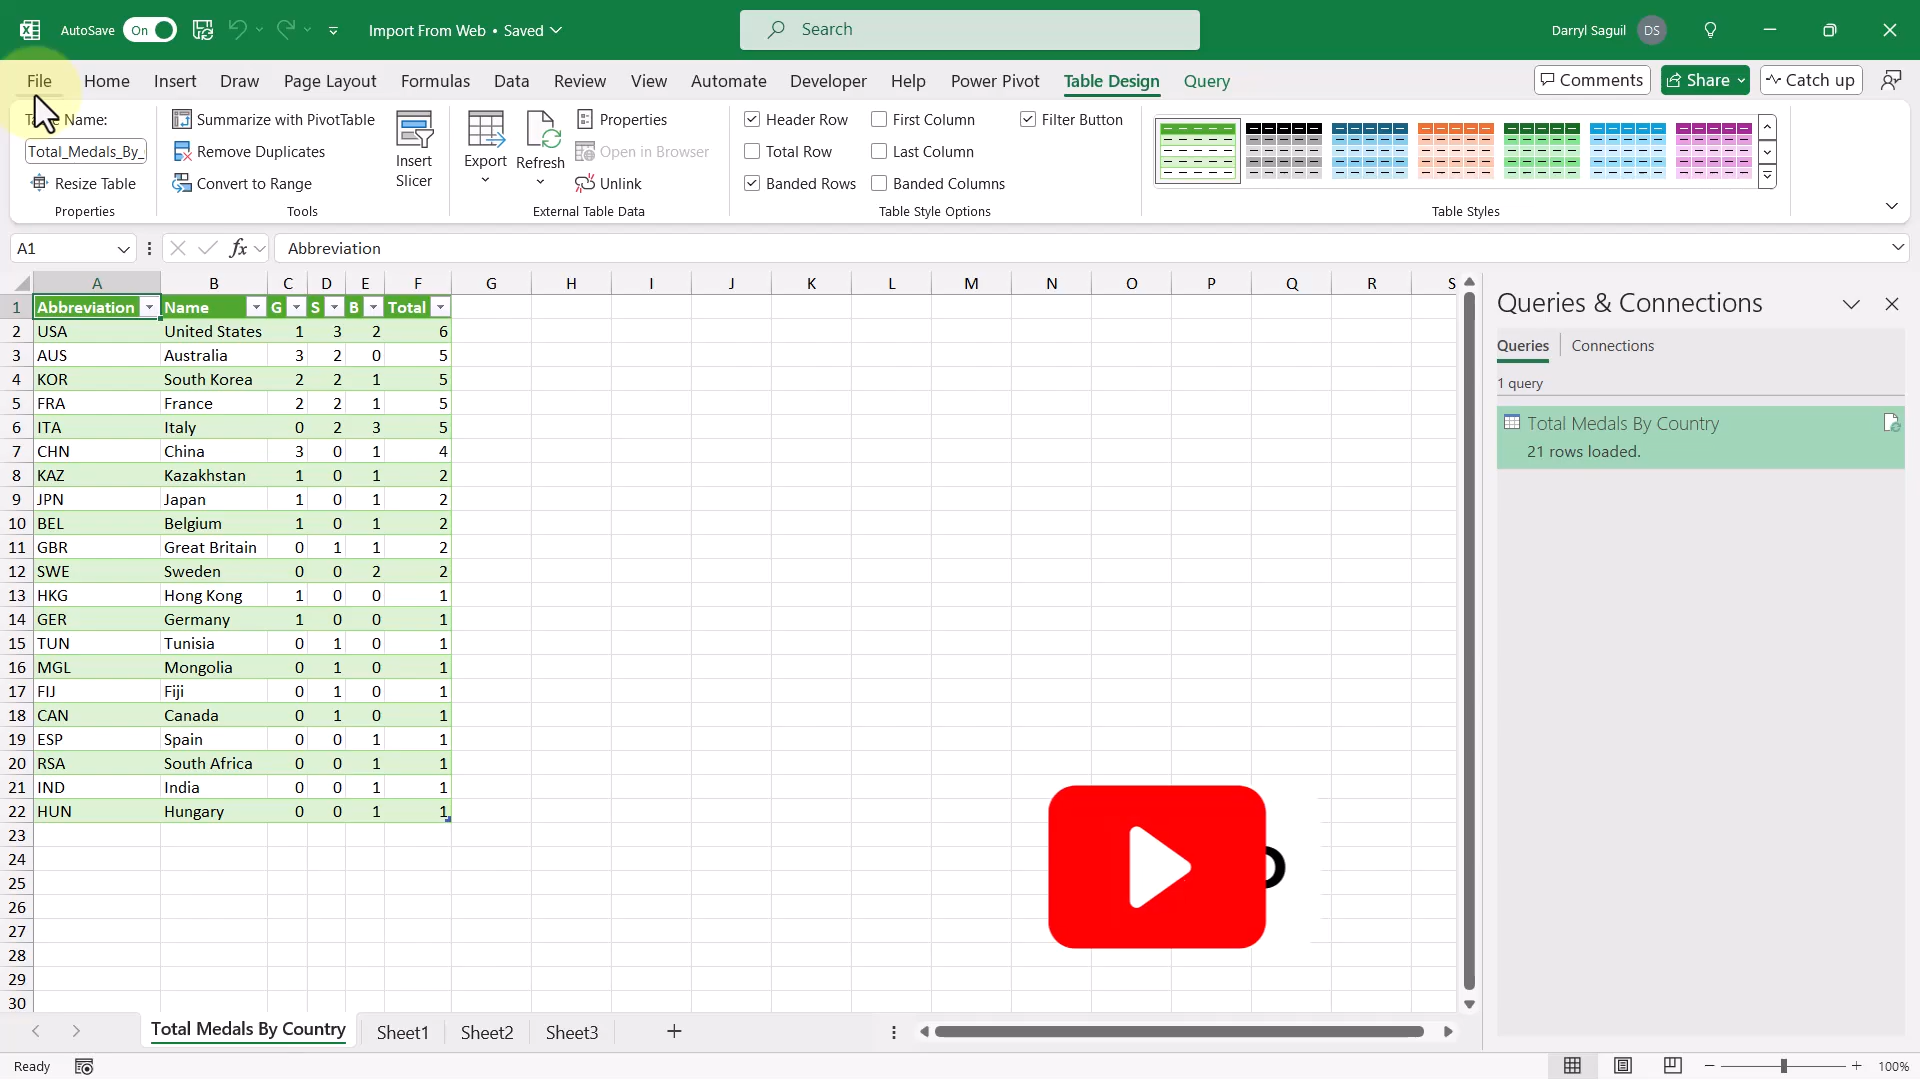 AutoSave On Import From Web • Saved Search Darryl Saguil DS
File Home Insert Draw Page Layout Formulas Data Review View Automate Developer Help Power Pivot Table Design Query Comments Share Catch up
Name:
Total_Medals_By_
Resize Table
Properties
Summarize with PivotTable
Remove Duplicates
Convert to Range
Tools
Insert
Slicer
Export
Refresh
Properties
Open in Browser
Unlink
External Table Data
Header Row First Column Filter Button
Total Row Last Column
Banded Rows Banded Columns
Table Style Options
Table Styles
A1 fx Abbreviation
A B C D E F G H I J K L M N O P Q R S
1 Abbreviation Name G S B Total
2 USA United States 1 3 2 6
3 AUS Australia 3 2 0 5
4 KOR South Korea 2 2 1 5
5 FRA France 2 2 1 5
6 ITA Italy 0 2 3 5
7 CHN China 3 0 1 4
8 KAZ Kazakhstan 1 0 1 2
9 JPN Japan 1 0 1 2
10 BEL Belgium 1 0 1 2
11 GBR Great Britain 0 1 1 2
12 SWE Sweden 0 0 2 2
13 HKG Hong Kong 1 0 0 1
14 GER Germany 1 0 0 1
15 TUN Tunisia 0 1 0 1
16 MGL Mongolia 0 1 0 1
17 FIJ Fiji 0 1 0 1
18 CAN Canada 0 1 0 1
19 ESP Spain 0 0 1 1
20 RSA South Africa 0 0 1 1
21 IND India 0 0 1 1
22 HUN Hungary 0 0 1 1
23
24
25
26
27
28
29
30
Queries & Connections
Queries Connections
1 query
Total Medals By Country
21 rows loaded.
Total Medals By Country Sheet1 Sheet2 Sheet3
Ready 100%